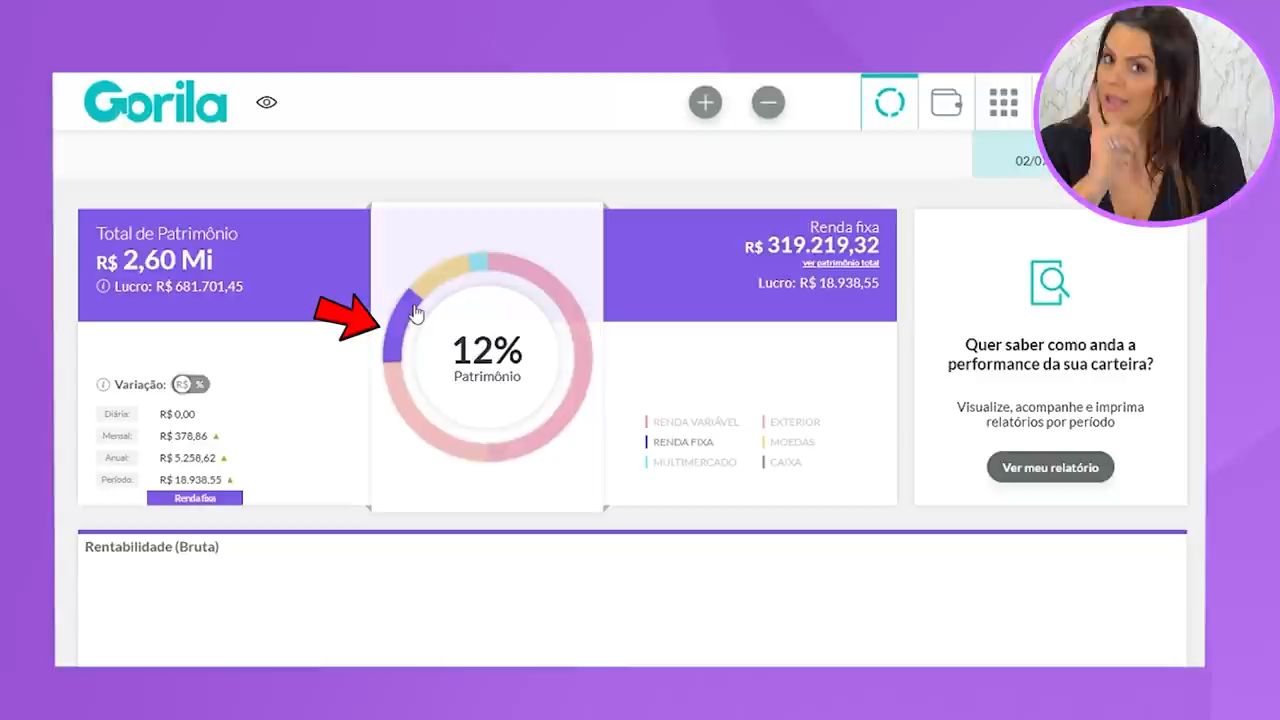 Gorila
02/0
Total de Patrimônio
R$ 2,60 Mi
Lucro: R$ 681.701,45
Renda fixa
R$ 319.219,32
ver patrimônio total
Lucro: R$ 18.938,55
12%
Patrimônio
Variação: R$ %
Diária: R$ 0,00
Mensal: R$ 378,86
Anual: R$ 5.258,62
Período: R$ 18.938,55
Renda fixa
RENDA VARIÁVEL EXTERIOR
RENDA FIXA MOEDAS
MULTIMERCADO CAIXA
Quer saber como anda a
performance da sua carteira?
Visualize, acompanhe e imprima
relatórios por período
Ver meu relatório
Rentabilidade (Bruta)